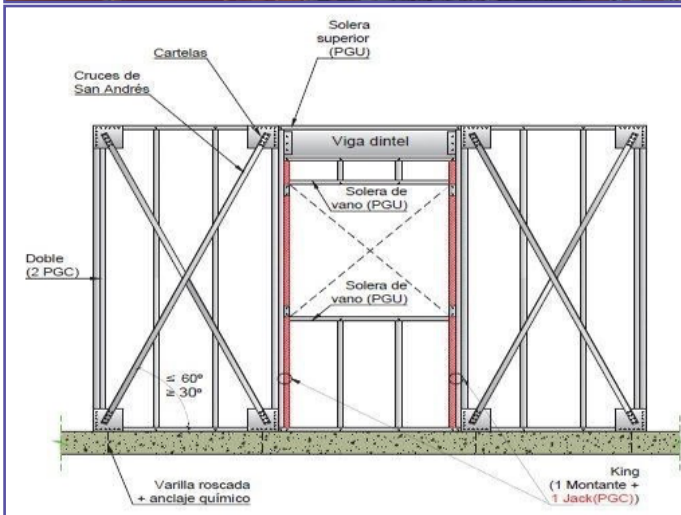 Solera
superior
(PGU)
Cartelas
Cruces de
San Andrés
Viga dintel
Solera de
vano (PGU)
Doble
(2 PGC)
Solera de
vano (PGU)
≤ 60º
≥ 30º
King
(1 Montante +
1 Jack(PGC))
Varilla roscada
+ anclaje químico